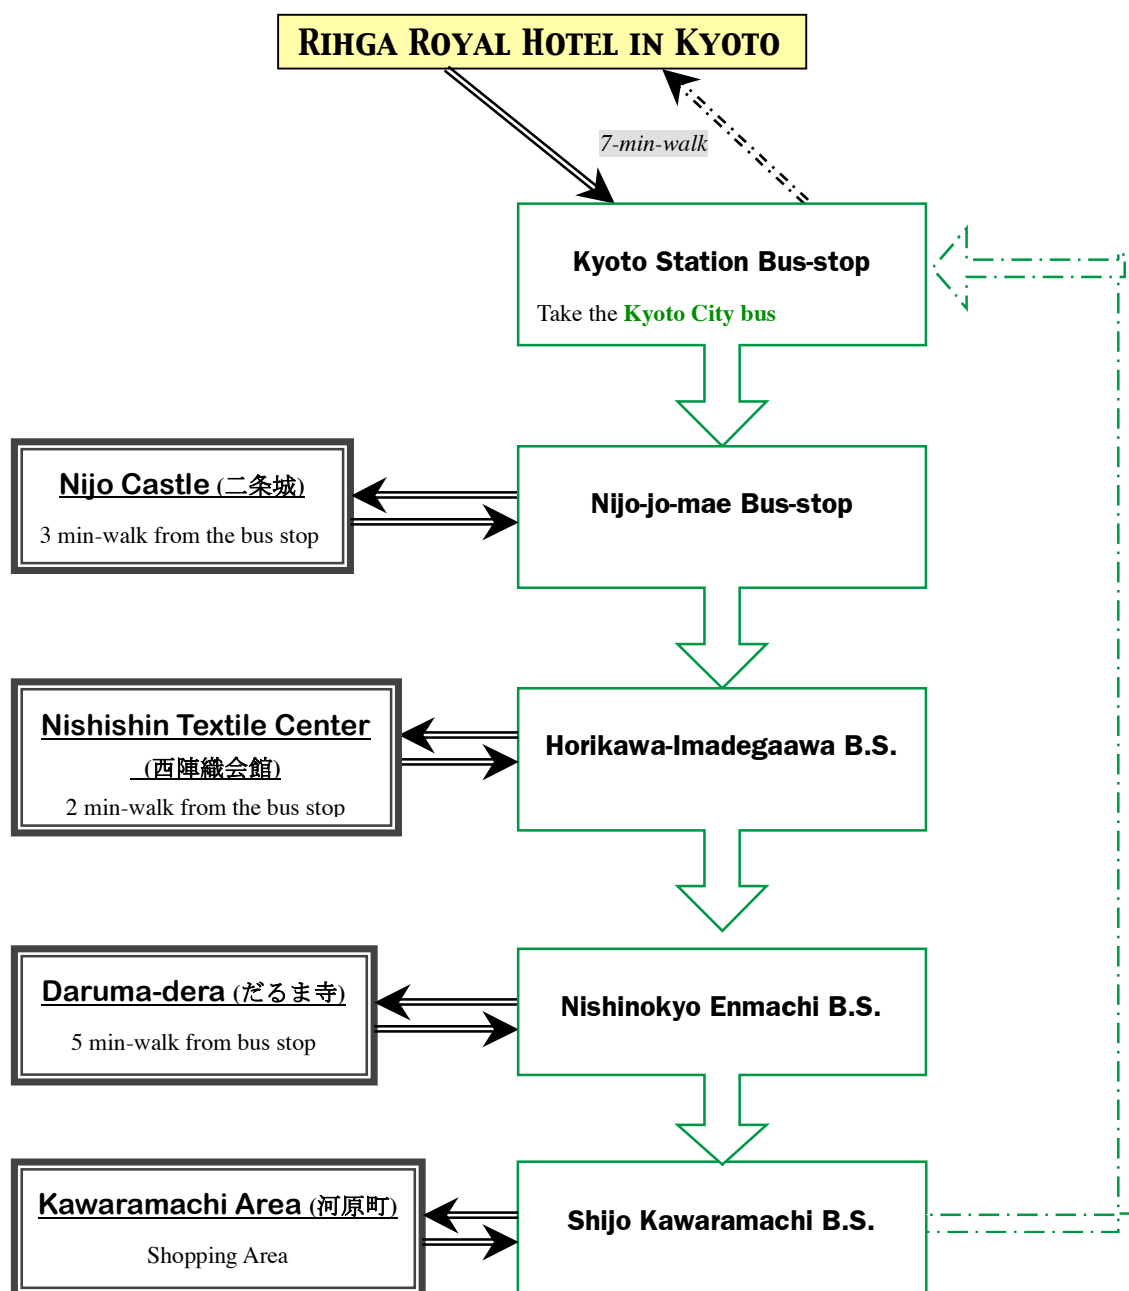 RIHGA ROYAL HOTEL IN KYOTO
7-min-walk
Kyoto Station Bus-stop
Take the Kyoto City bus
Nijo Castle (二条城)
3 min-walk from the bus stop
Nijo-jo-mae Bus-stop
Nishishin Textile Center
(西陣織会館)
2 min-walk from the bus stop
Horikawa-Imadegaawa B.S.
Daruma-dera (だるま寺)
5 min-walk from bus stop
Nishinokyo Enmachi B.S.
Kawaramachi Area (河原町)
Shopping Area
Shijo Kawaramachi B.S.